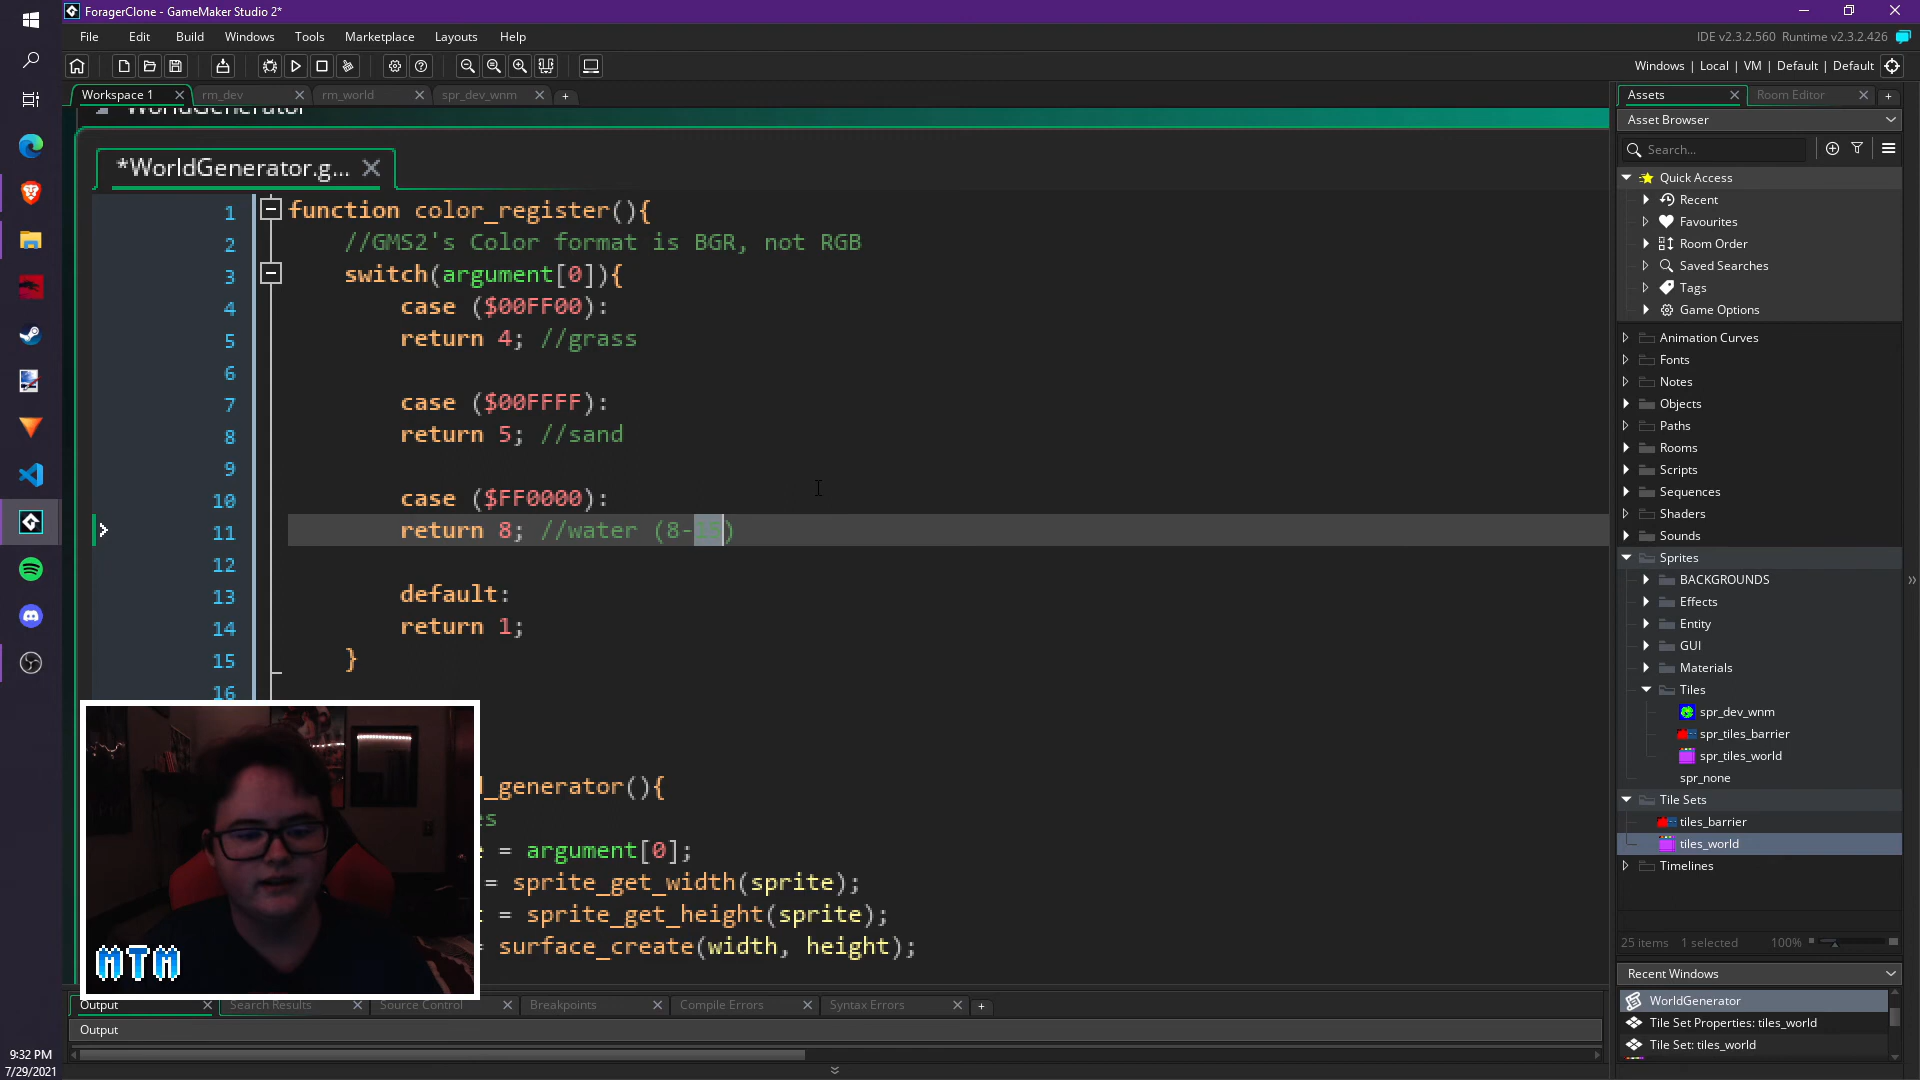 ForagerClone - GameMaker Studio 2*
File Edit Build Windows Tools Marketplace Layouts Help
IDE v2.3.2.560 Runtime v2.3.2.426
Windows | Local | VM | Default | Default
Workspace 1 rm_dev rm_world spr_dev_wnm
WorldGenerator
*WorldGenerator.g...
1 function color_register(){
2 //GMS2's Color format is BGR, not RGB
3 switch(argument[0]){
4 case ($00FF00):
5 return 4; //grass
6
7 case ($00FFFF):
8 return 5; //sand
9
10 case ($FF0000):
11 return 8; //water (8-15)
12
13 default:
14 return 1;
15 }
16
_generator(){
es
= argument[0];
= sprite_get_width(sprite);
t = sprite_get_height(sprite);
= surface_create(width, height);
MTM
Output Search Results Source Control Breakpoints Compile Errors Syntax Errors
Output
Assets Room Editor
Asset Browser
Search...
Quick Access
Recent
Favourites
Room Order
Saved Searches
Tags
Game Options
Animation Curves
Fonts
Notes
Objects
Paths
Rooms
Scripts
Sequences
Shaders
Sounds
Sprites
BACKGROUNDS
Effects
Entity
GUI
Materials
Tiles
spr_dev_wnm
spr_tiles_barrier
spr_tiles_world
spr_none
Tile Sets
tiles_barrier
tiles_world
Timelines
25 items 1 selected 100%
Recent Windows
WorldGenerator
Tile Set Properties: tiles_world
Tile Set: tiles_world
9:32 PM
7/29/2021